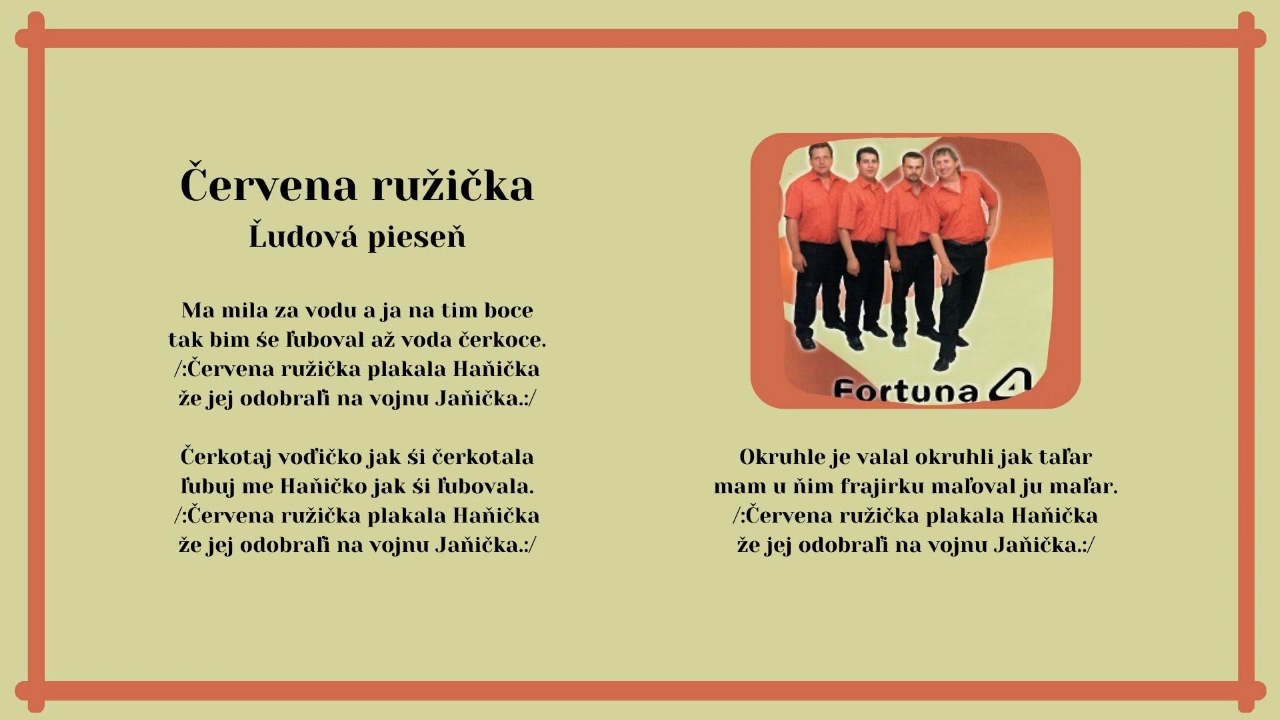 Červena ružička
Ľudová pieseň
Ma mila za vodu a ja na tim boce
tak bim śe ľuboval až voda čerkoce.
/:Červena ružička plakala Haňička
že jej odobraľi na vojnu Jaňička.:/
Čerkotaj voďičko jak śi čerkotala
ľubuj me Haňičko jak śi ľubovala.
/:Červena ružička plakala Haňička
že jej odobraľi na vojnu Jaňička.:/
Fortuna 4
Okruhle je valal okruhli jak taľar
mam u ňim frajirku maľoval ju maľar.
/:Červena ružička plakala Haňička
že jej odobraľi na vojnu Jaňička.:/